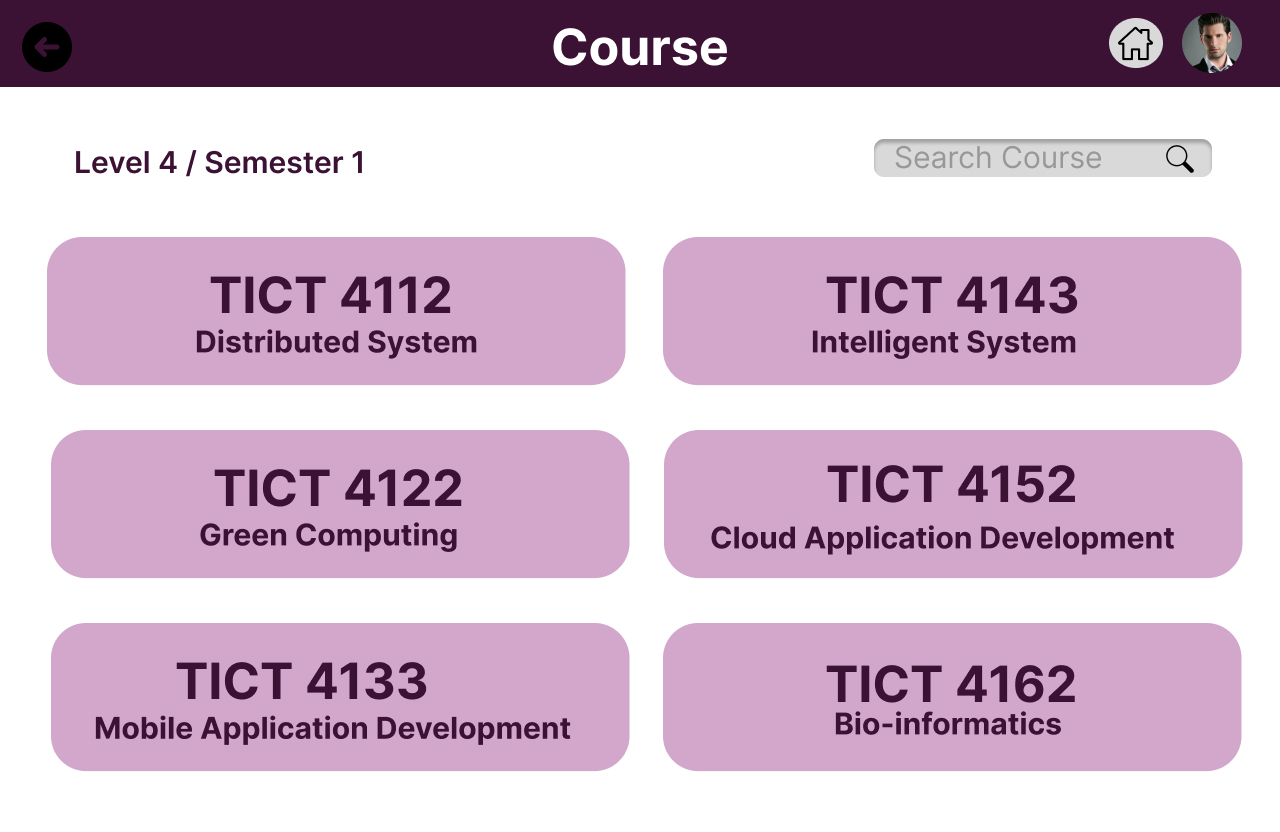 Course
Level 4 / Semester 1
Search Course
TICT 4112
Distributed System
TICT 4143
Intelligent System
TICT 4122
Green Computing
TICT 4152
Cloud Application Development
TICT 4133
Mobile Application Development
TICT 4162
Bio-informatics